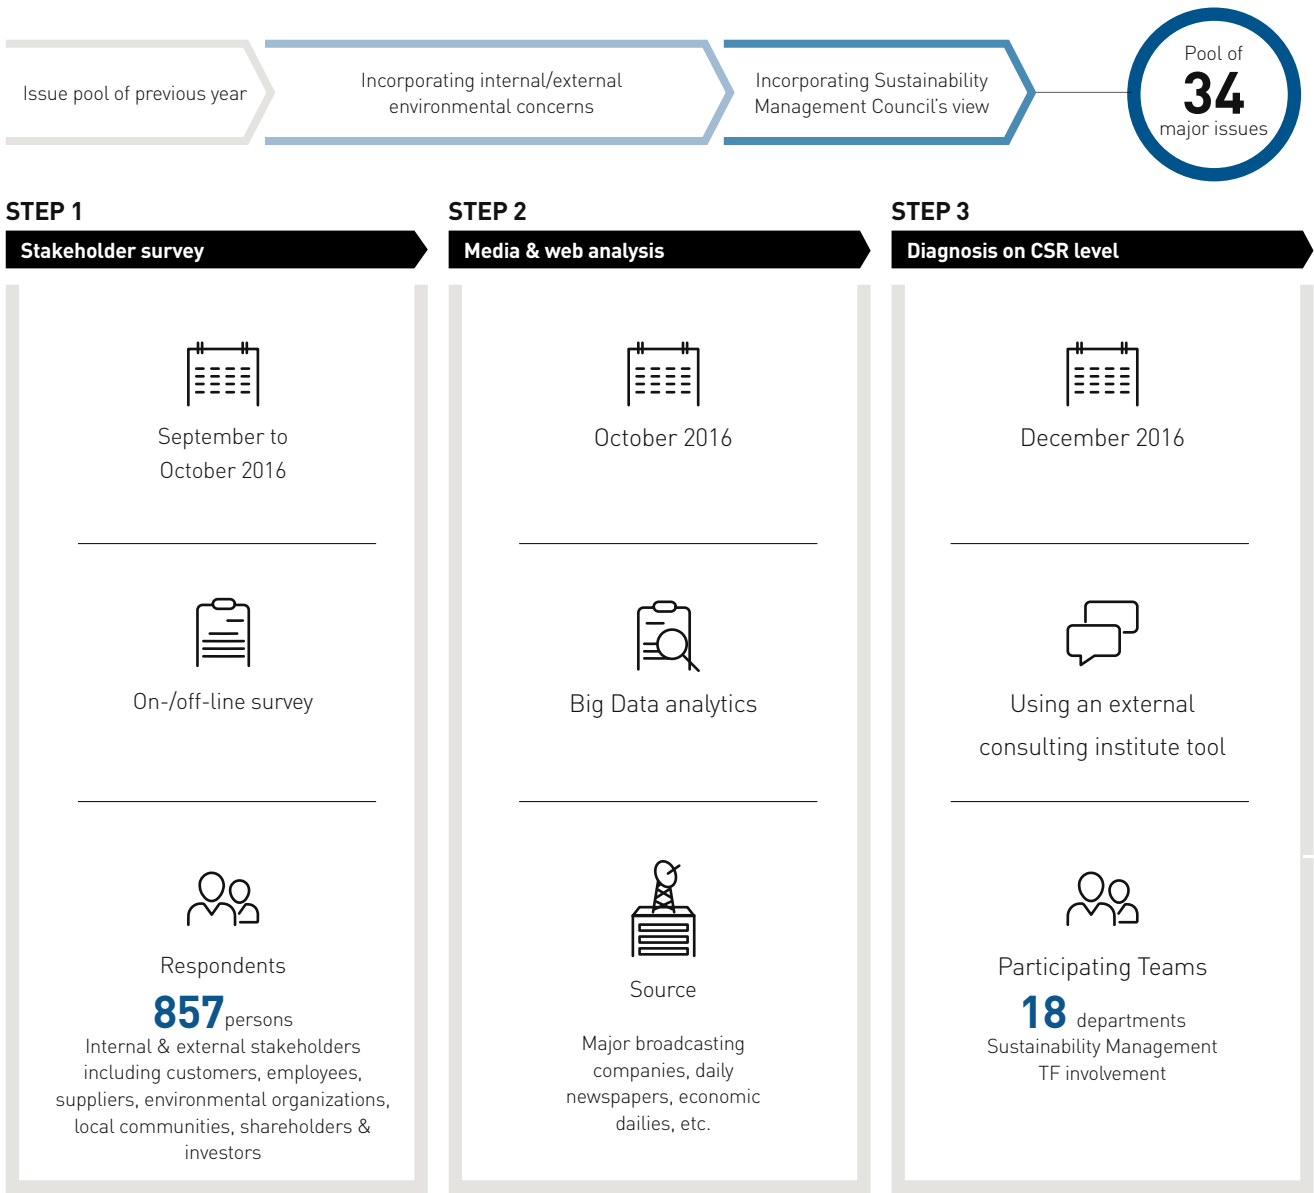 Issue pool of previous year
Incorporating internal/external
environmental concerns
Incorporating Sustainability
Management Council's view
Pool of
34
major issues
STEP 1
Stakeholder survey
September to
October 2016
On-/off-line survey
Respondents
857 persons
Internal & external stakeholders
including customers, employees,
suppliers, environmental organizations,
local communities, shareholders &
investors
STEP 2
Media & web analysis
October 2016
Big Data analytics
Source
Major broadcasting
companies, daily
newspapers, economic
dailies, etc.
STEP 3
Diagnosis on CSR level
December 2016
Using an external
consulting institute tool
Participating Teams
18 departments
Sustainability Management
TF involvement